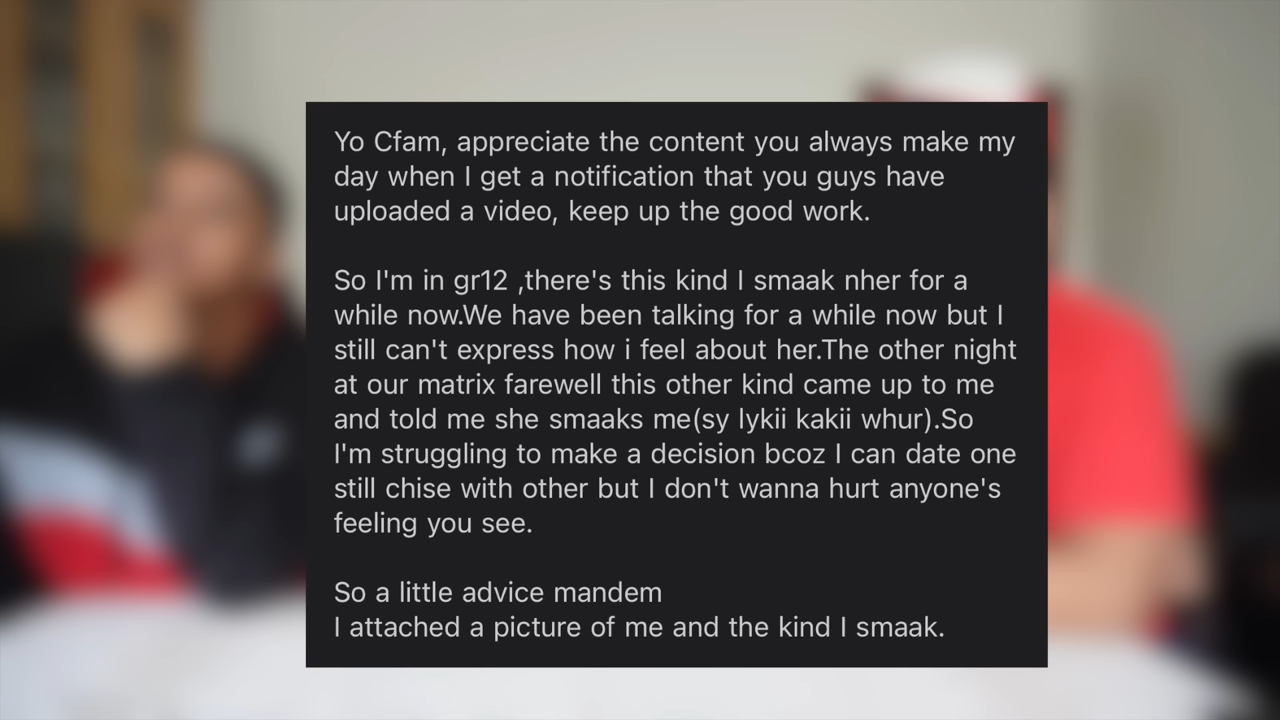 Yo Cfam, appreciate the content you always make my
day when I get a notification that you guys have
uploaded a video, keep up the good work.
So I'm in gr12 ,there's this kind I smaak nher for a
while now.We have been talking for a while now but I
still can't express how i feel about her.The other night
at our matrix farewell this other kind came up to me
and told me she smaaks me(sy lykii kakii whur).So
I'm struggling to make a decision bcoz I can date one
still chise with other but I don't wanna hurt anyone's
feeling you see.
So a little advice mandem
I attached a picture of me and the kind I smaak.